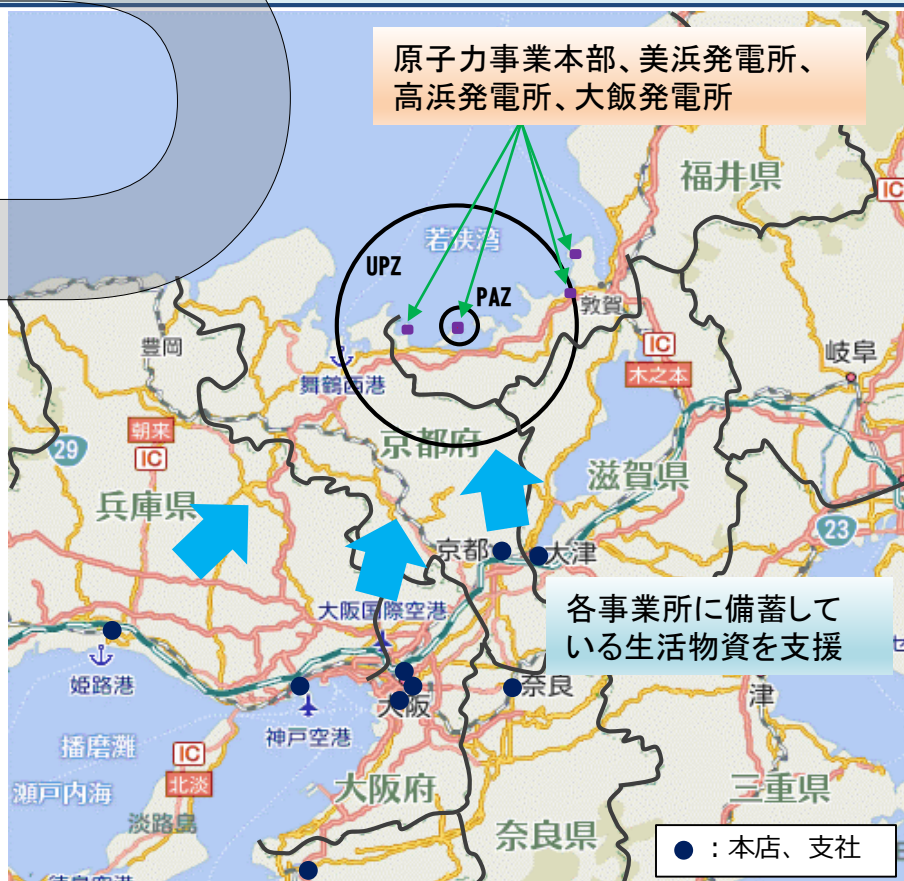 原子力事業本部、美浜発電所、
高浜発電所、大飯発電所
福井県
IC
若狭湾
UPZ
PAZ
敦賀
豊岡
舞鶴西港
IC
木之本
岐阜
朝来
IC
29
京都府
滋賀県
兵庫県
23
京都
大津
大阪国際空港
各事業所に備蓄して
いる生活物資を支援
姫路港
大阪
奈良
津
神戸空港
播磨灘
IC
北淡
瀬戸内海
大阪府
三重県
淡路島
奈良県
●：本店、支社